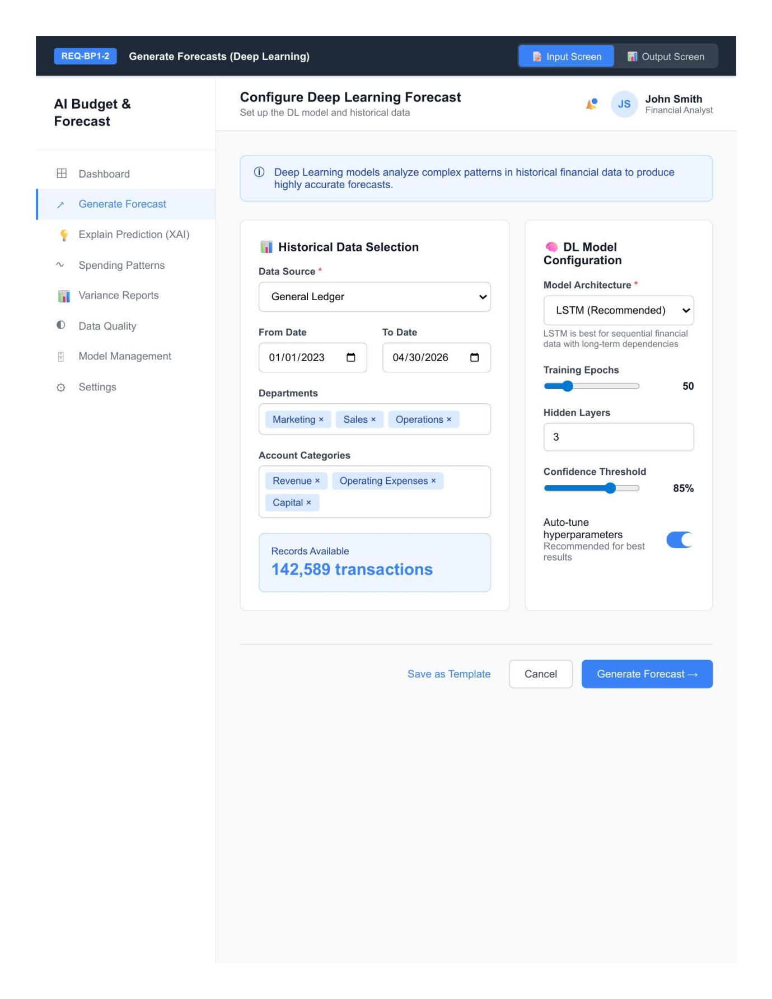 REQ-BP1-2
Generate Forecasts (Deep Learning)
Input Screen
Output Screen
AI Budget &
Forecast
Dashboard
Generate Forecast
Explain Prediction (XAI)
Spending Patterns
Variance Reports
Data Quality
Model Management
Settings
Configure Deep Learning Forecast
Set up the DL model and historical data
JS
John Smith
Financial Analyst
Deep Learning models analyze complex patterns in historical financial data to produce
highly accurate forecasts.
Historical Data Selection
Data Source *
General Ledger
From Date
To Date
01/01/2023
04/30/2026
Departments
Marketing × Sales × Operations ×
Account Categories
Revenue × Operating Expenses ×
Capital ×
Records Available
142,589 transactions
DL Model
Configuration
Model Architecture *
LSTM (Recommended)
LSTM is best for sequential financial
data with long-term dependencies
Training Epochs
50
Hidden Layers
3
Confidence Threshold
85%
Auto-tune
hyperparameters
Recommended for best
results
Save as Template
Cancel
Generate Forecast →